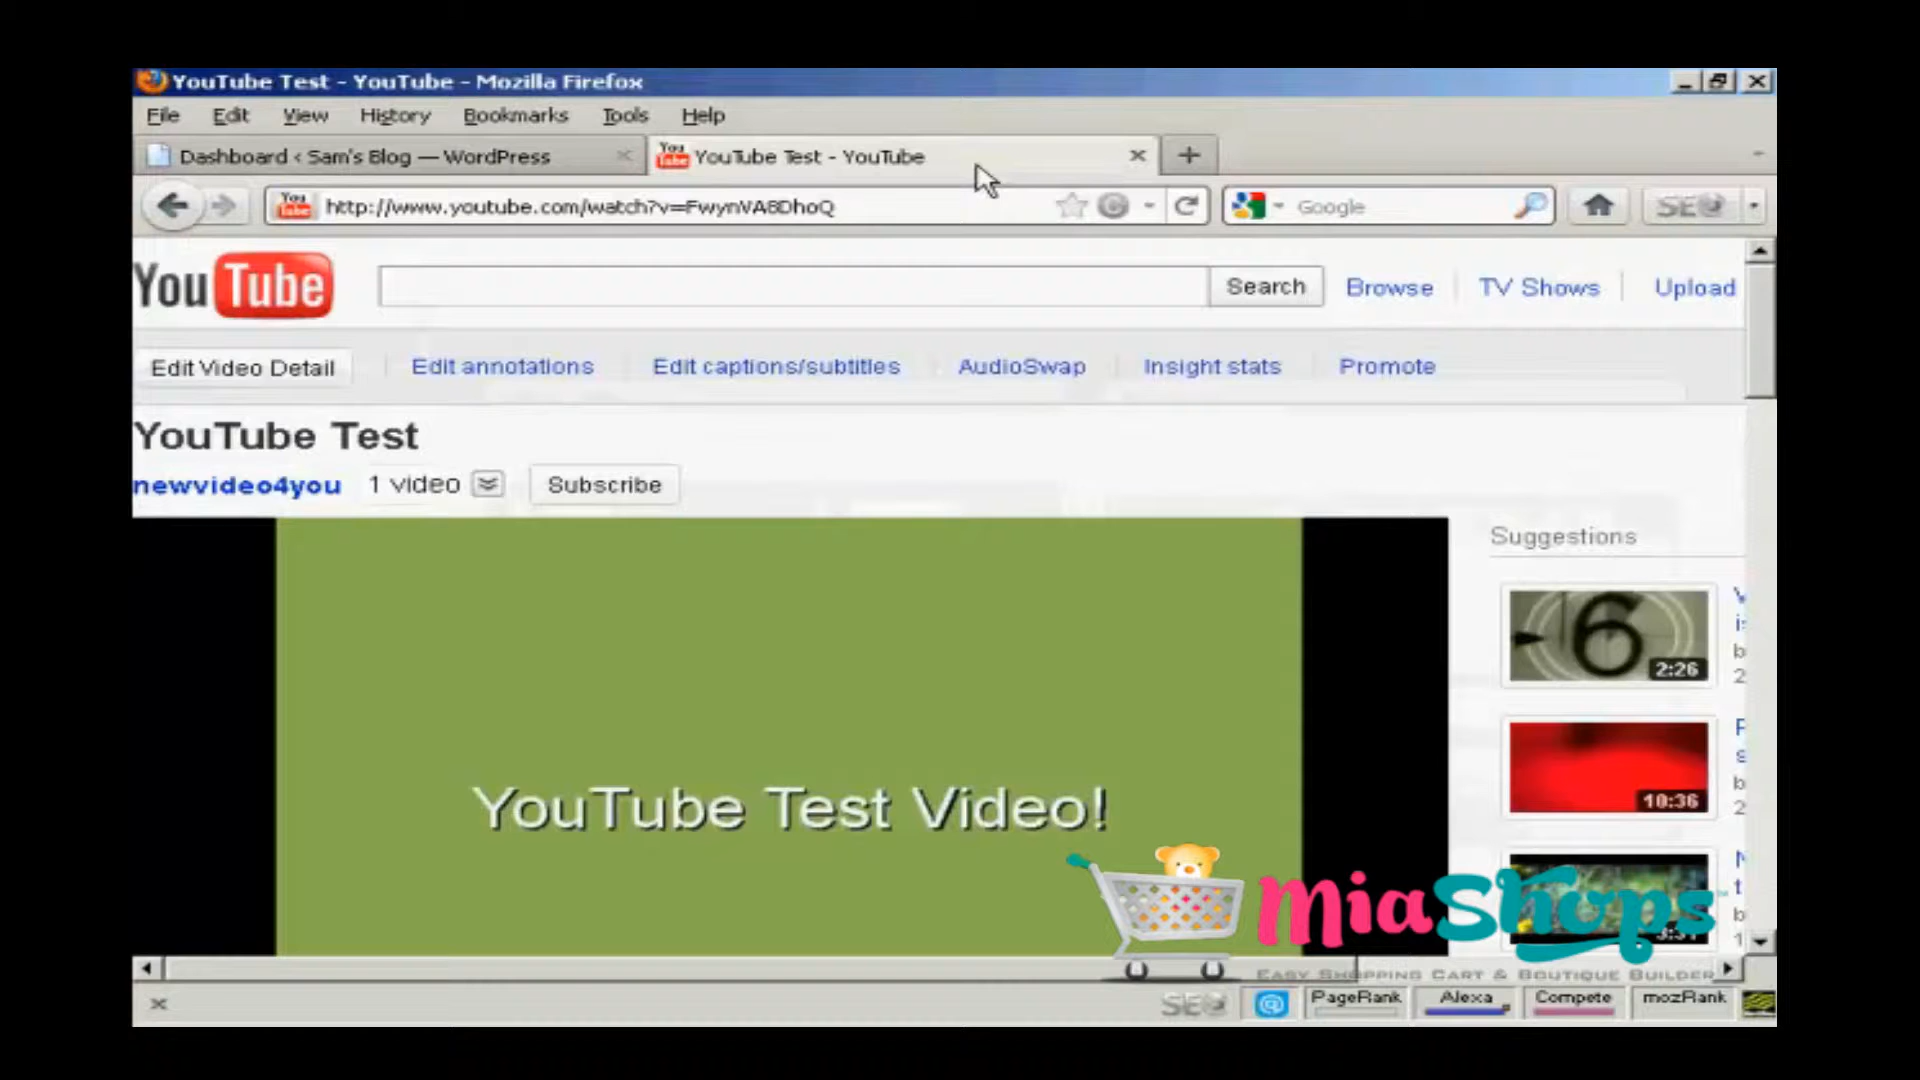 YouTube Test - YouTube - Mozilla Firefox
File Edit View History Bookmarks Tools Help
Dashboard ‹ Sam's Blog — WordPress
YouTube Test - YouTube
http://www.youtube.com/watch?v=FwynVA8DhoQ
Google
SEO
YouTube
Search
Browse
TV Shows
Upload
Edit Video Detail
Edit annotations
Edit captions/subtitles
AudioSwap
Insight stats
Promote
YouTube Test
newvideo4you
1 video
Subscribe
Suggestions
6
2:26
10:36
YouTube Test Video!
MiaShops
Easy Shopping Cart & Boutique Builder
SEO
PageRank
Alexa
Compete
mozRank